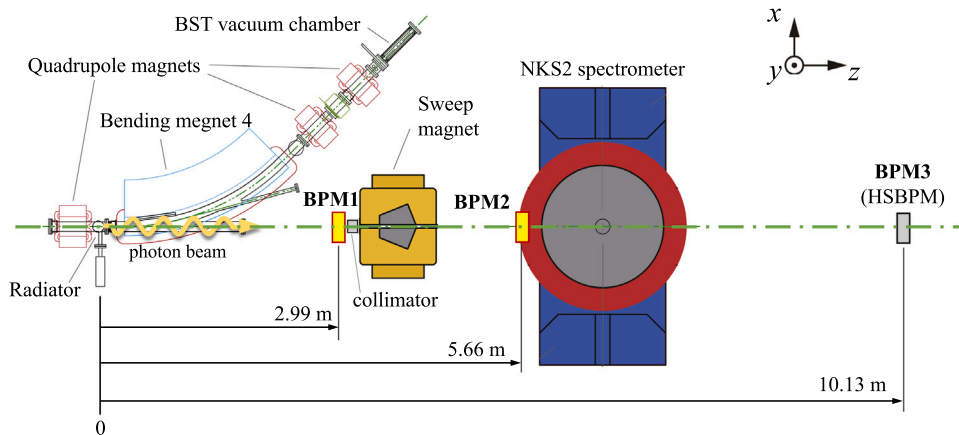 BST vacuum chamber
x
Quadrupole magnets
NKS2 spectrometer
y
z
Sweep
magnet
Bending megnet 4
BPM1
BPM2
BPM3
(HSBPM)
photon beam
Radiator
collimator
2.99 m
5.66 m
10.13 m
0